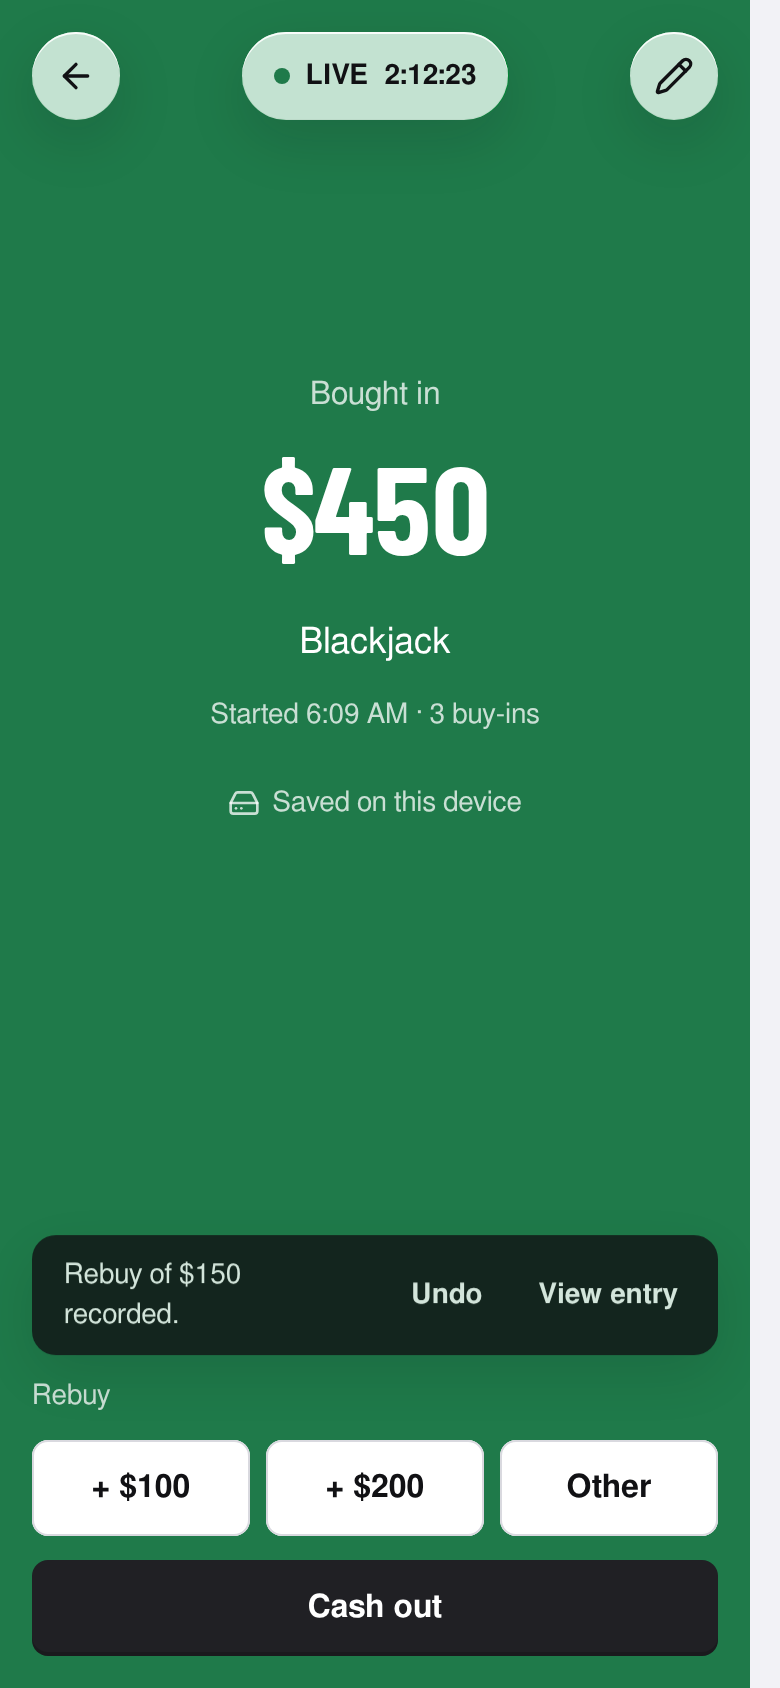 LIVE 2:12:23
Bought in
$450
Blackjack
Started 6:09 AM · 3 buy-ins
Saved on this device
Rebuy of $150
recorded.
Undo
View entry
Rebuy
+ $100
+ $200
Other
Cash out